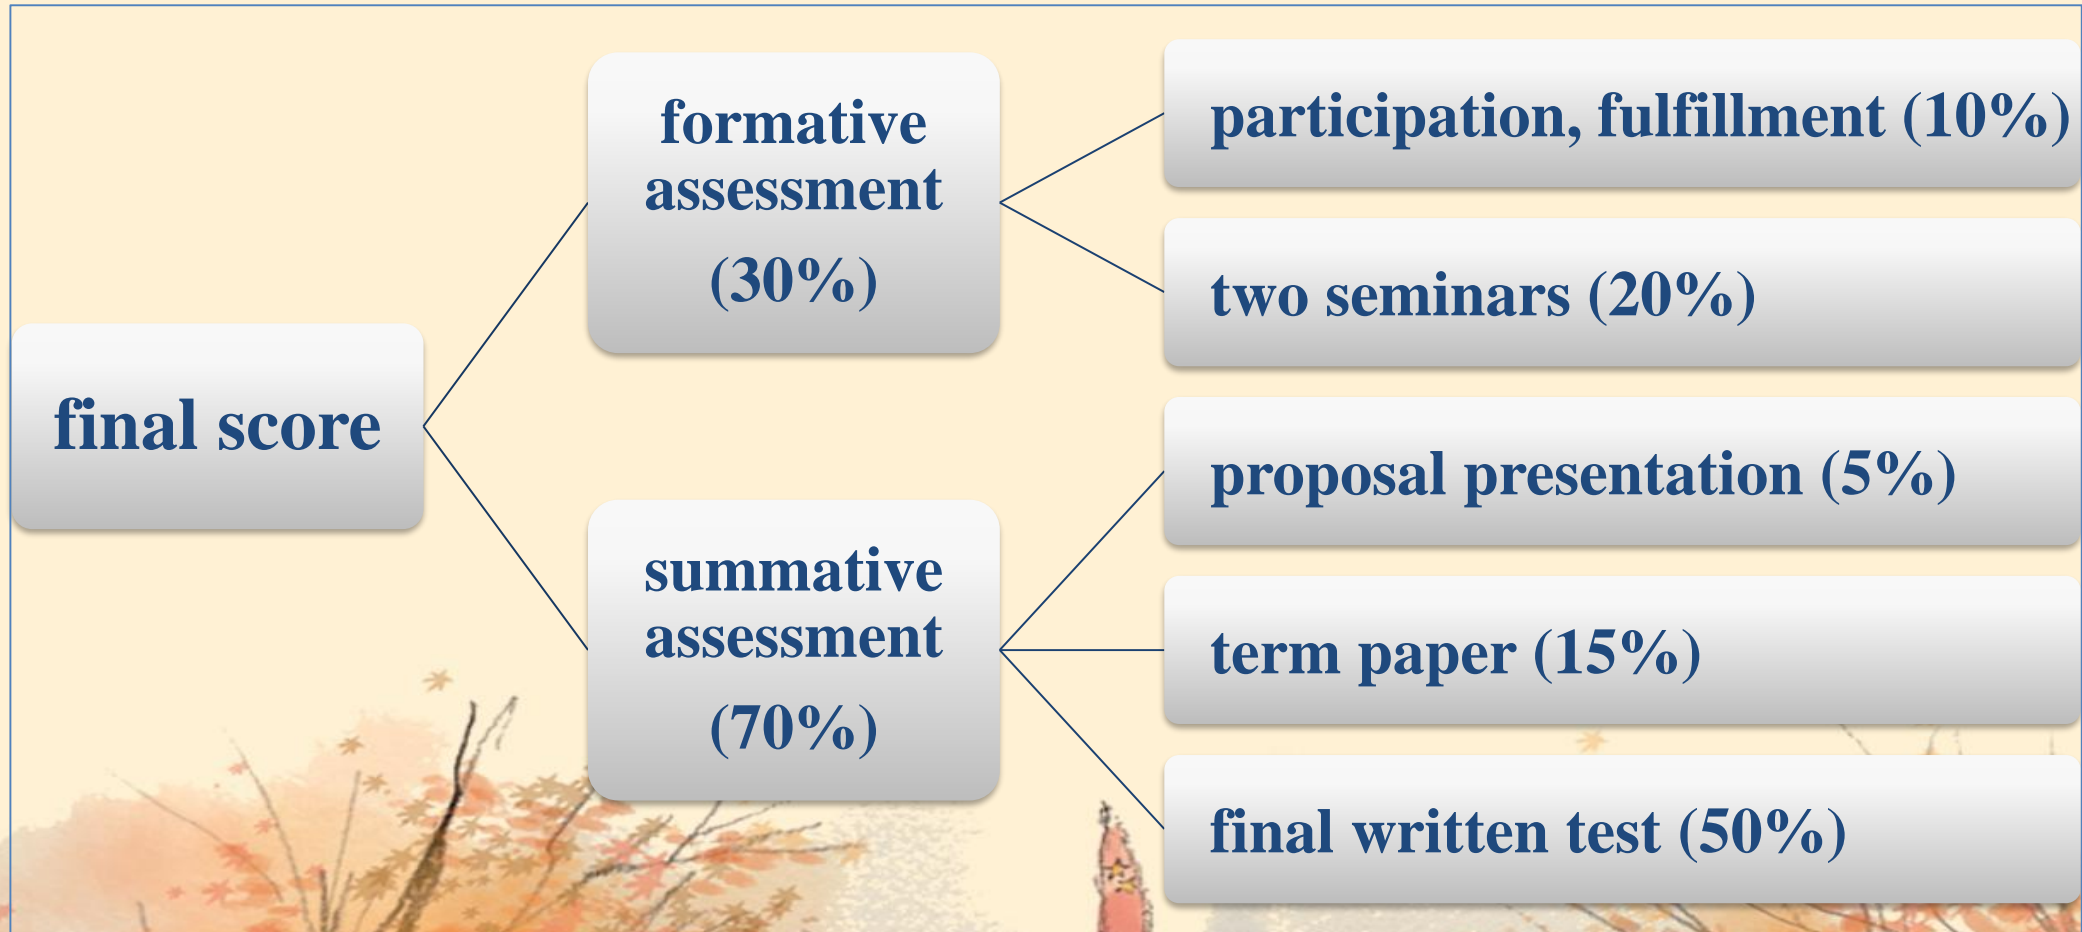 final score
formative
assessment
(30%)
participation, fulfillment (10%)
two seminars (20%)
summative
assessment
(70%)
proposal presentation (5%)
term paper (15%)
final written test (50%)